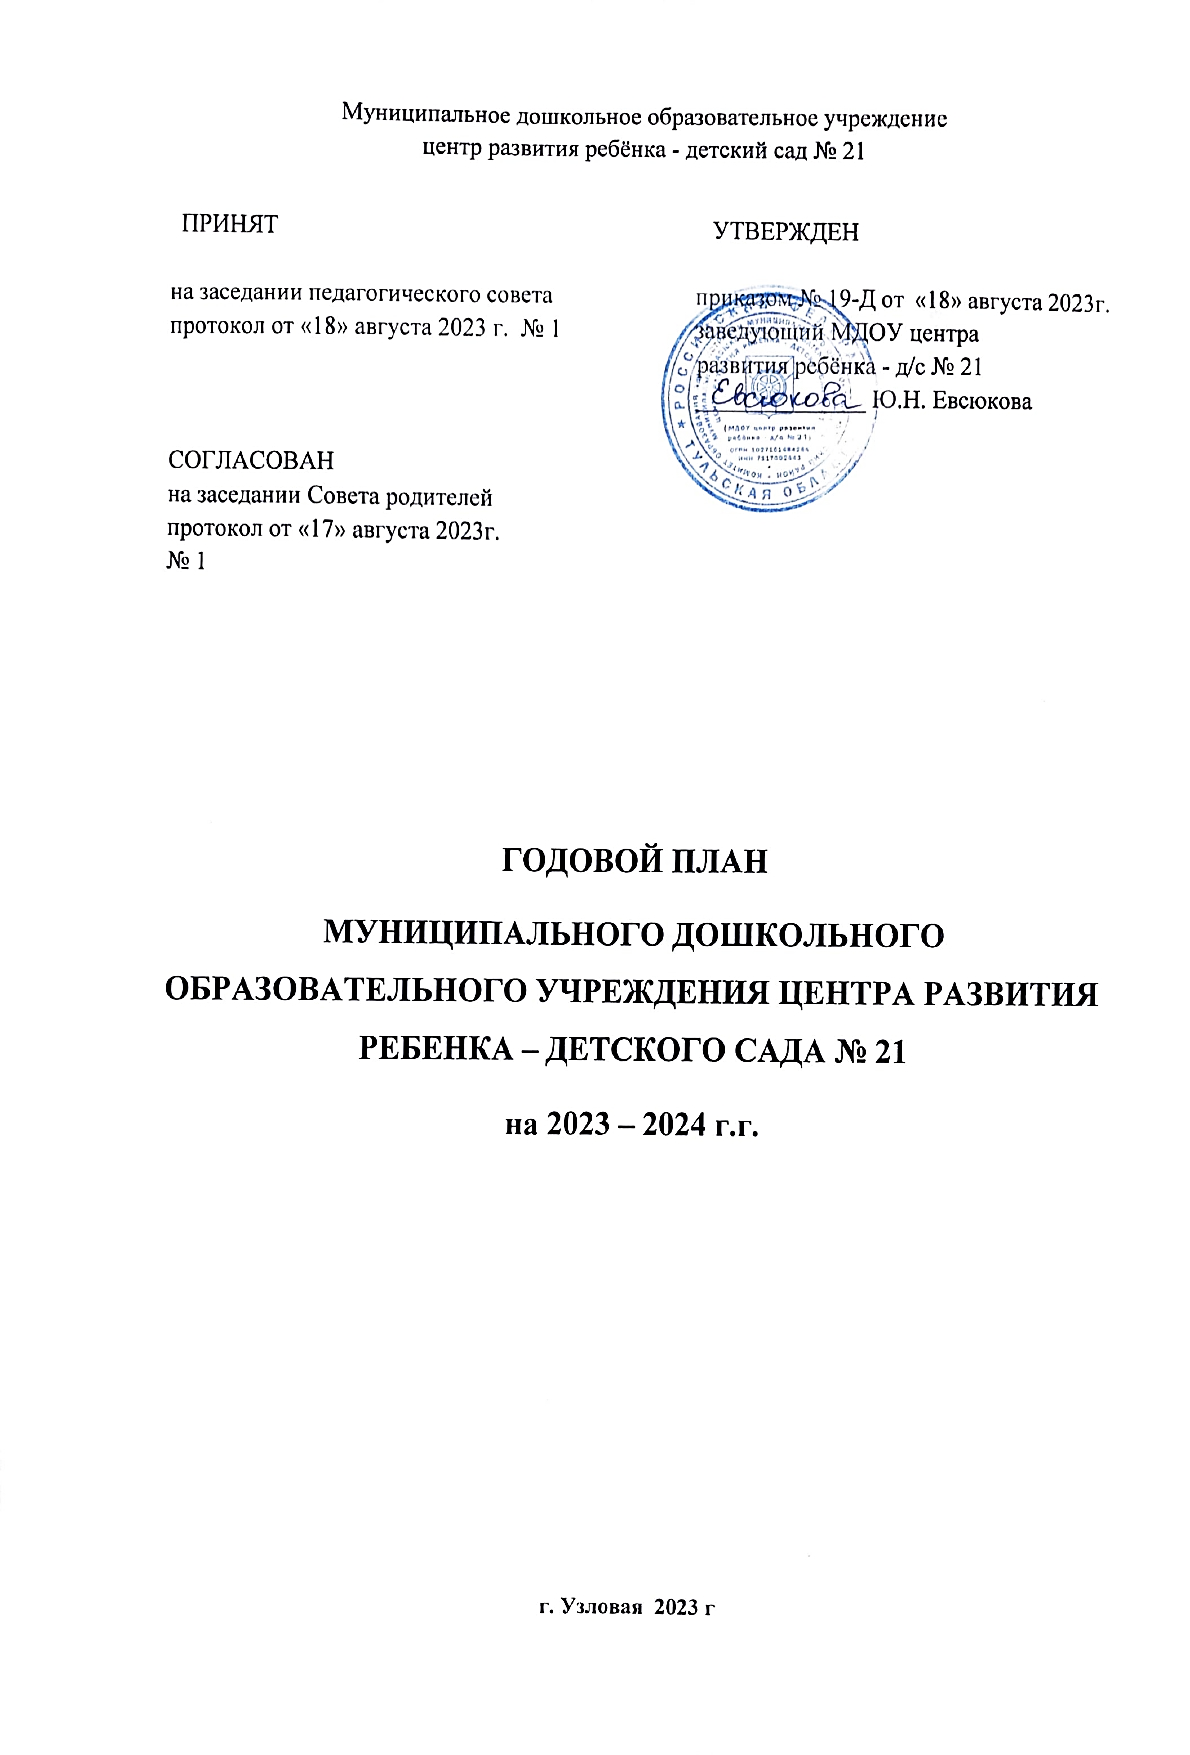 Муниципальное дошкольное образовательное учреждение
центр развития ребёнка - детский сад № 21
ПРИНЯТ
на заседании педагогического совета
протокол от «18» августа 2023 г.  № 1
УТВЕРЖДЕН
приказом № 19-Д от  «18» августа 2023г.
заведующий МДОУ центра
развития ребёнка - д/с № 21
Евсюкова Ю.Н. Евсюкова
ТУЛЬСКАЯ
СОГЛАСОВАН
на заседании Совета родителей
протокол от «17» августа 2023г.
№ 1
ГОДОВОЙ ПЛАН
МУНИЦИПАЛЬНОГО ДОШКОЛЬНОГО
ОБРАЗОВАТЕЛЬНОГО УЧРЕЖДЕНИЯ ЦЕНТРА РАЗВИТИЯ
РЕБЕНКА – ДЕТСКОГО САДА № 21
на 2023 – 2024 г.г.
г. Узловая  2023 г